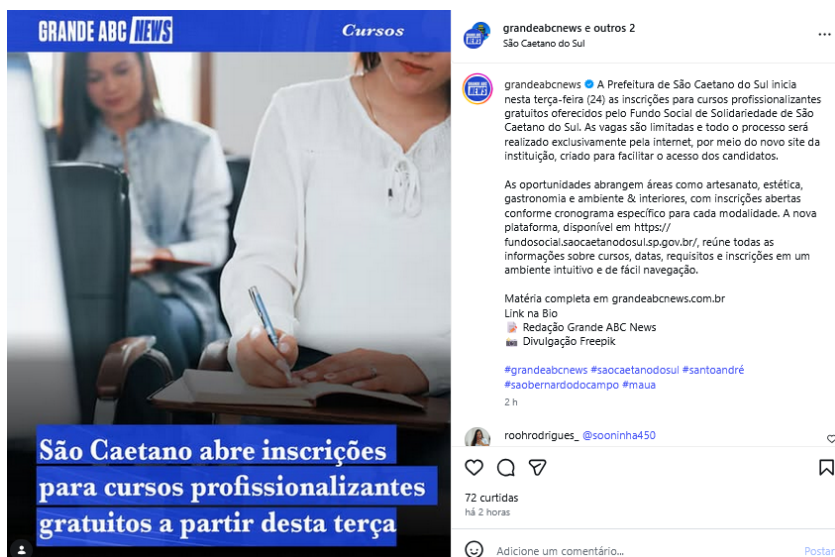 GRANDE ABC NEWS
Cursos
São Caetano abre inscrições
para cursos profissionalizantes
gratuitos a partir desta terça
grandeabcnews e outros 2
São Caetano do Sul
grandeabcnews A Prefeitura de São Caetano do Sul inicia
nesta terça-feira (24) as inscrições para cursos profissionalizantes
gratuitos oferecidos pelo Fundo Social de Solidariedade de São
Caetano do Sul. As vagas são limitadas e todo o processo será
realizado exclusivamente pela internet, por meio do novo site da
instituição, criado para facilitar o acesso dos candidatos.
As oportunidades abrangem áreas como artesanato, estética,
gastronomia e ambiente & interiores, com inscrições abertas
conforme cronograma específico para cada modalidade. A nova
plataforma, disponível em https://
fundosocial.saocaetanodosul.sp.gov.br/, reúne todas as
informações sobre cursos, datas, requisitos e inscrições em um
ambiente intuitivo e de fácil navegação.
Matéria completa em grandeabcnews.com.br
Link na Bio
Redação Grande ABC News
Divulgação Freepik
#grandeabcnews #saocaetanodosul #santoandré
#saobernardodocampo #maua
2 h
roohrodrigues_ @sooninha450
72 curtidas
há 2 horas
Adicione um comentário...
Postar